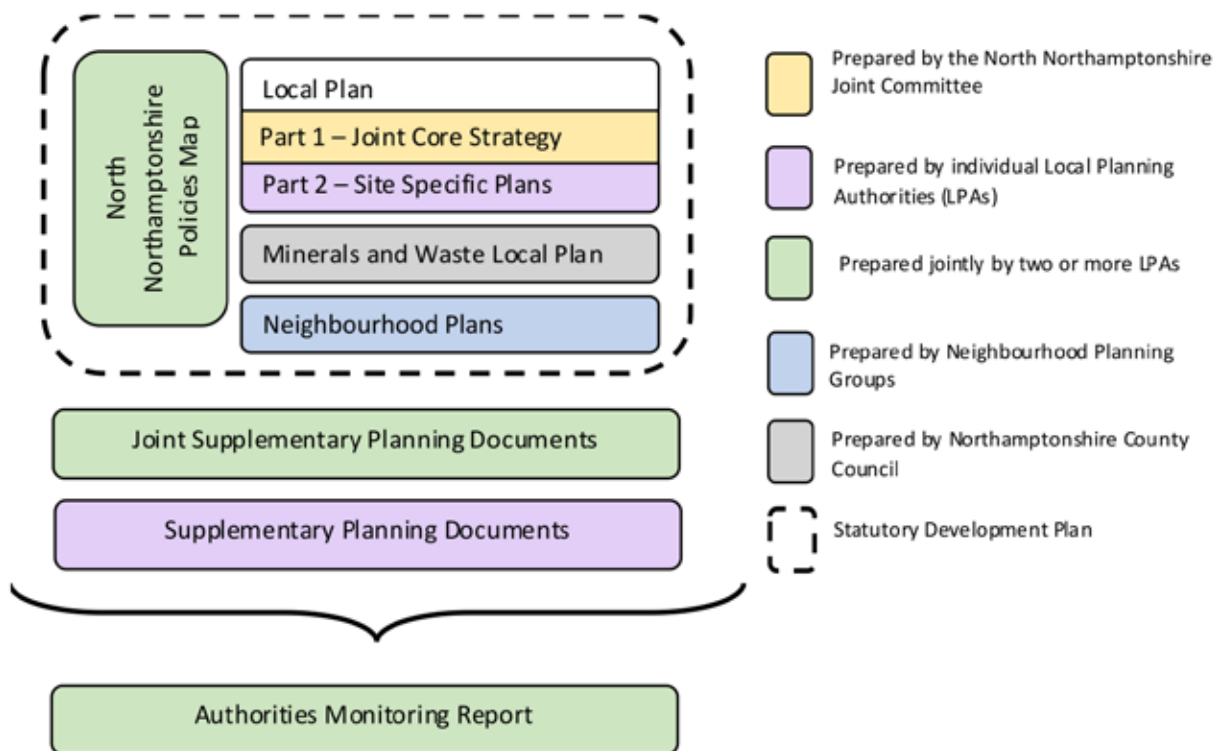 North
Northamptonshire
Policies Map
Local Plan
Part 1 – Joint Core Strategy
Part 2 – Site Specific Plans
Minerals and Waste Local Plan
Neighbourhood Plans
Joint Supplementary Planning Documents
Supplementary Planning Documents
Authorities Monitoring Report
Prepared by the North Northamptonshire
Joint Committee
Prepared by individual Local Planning
Authorities (LPAs)
Prepared jointly by two or more LPAs
Prepared by Neighbourhood Planning
Groups
Prepared by Northamptonshire County
Council
Statutory Development Plan